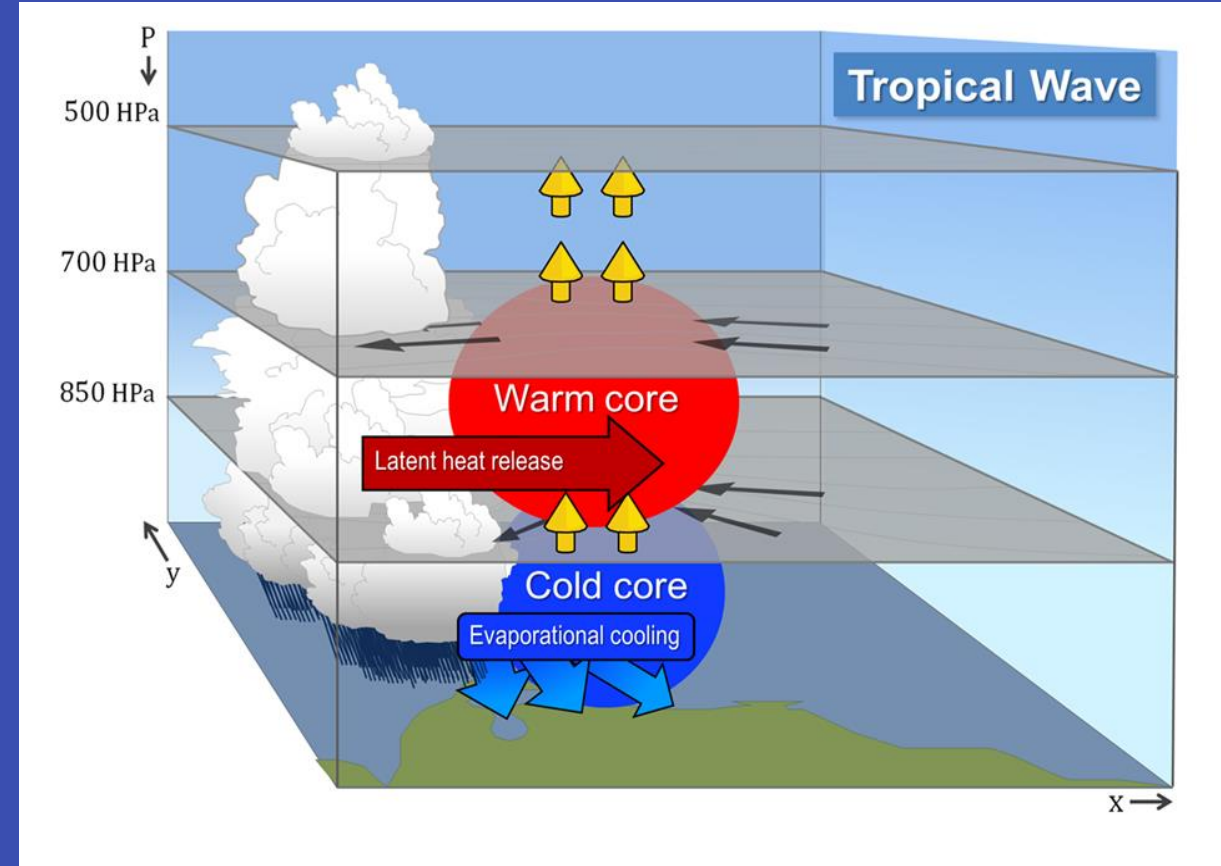 P
Tropical Wave
500 HPa
700 HPa
850 HPa
Warm core
Latent heat release
Cold core
Evaporational cooling
y
x